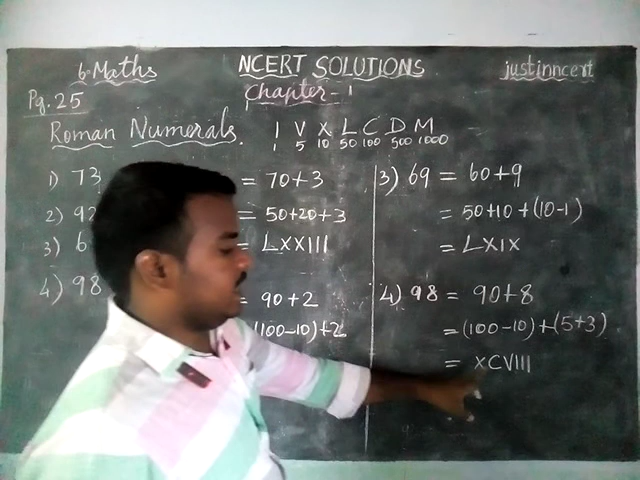 6-Maths NCERT SOLUTIONS justinncert
Pg. 25 Chapter-1
Roman Numerals. I V X L C D M
1 5 10 50 100 500 1000
1) 73
2) 92
3) 6
4) 98
= 70+3
= 50+20+3
= LXXIII
= 90+2
(100-10)+2
3) 69 = 60+9
= 50+10+(10-1)
= LXIX
4) 98 = 90+8
= (100-10)+(5+3)
= XCVIII